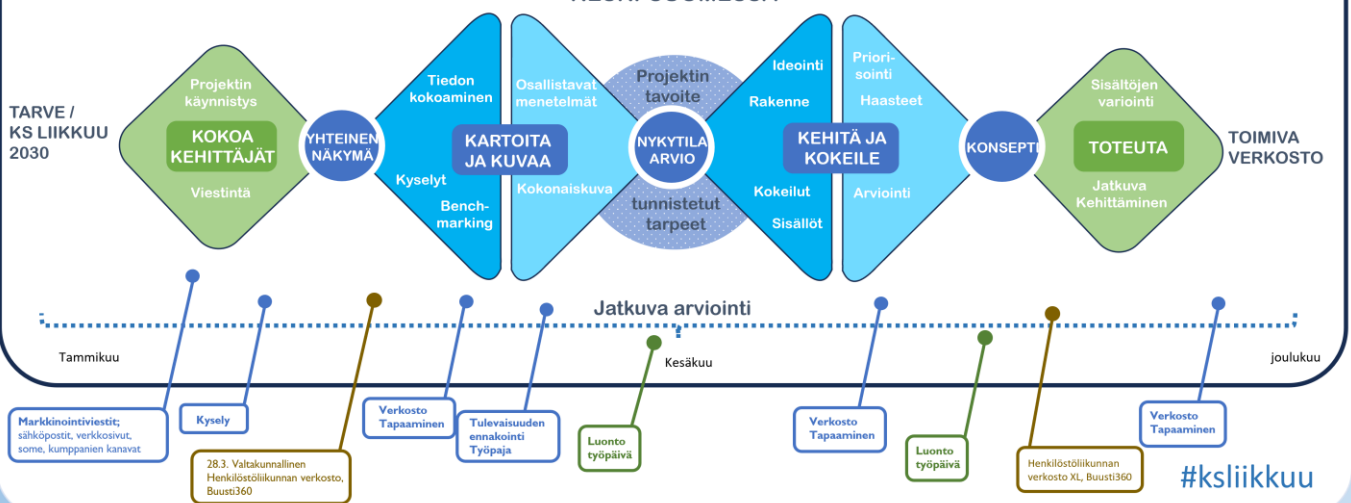 TARVE /
KS LIIKKUU
2030
Projektin
käynnistys
KOKOA
KEHITTÄJÄT
Viestintä
YHTEINEN
NÄKYMÄ
Tiedon
kokoaminen
Kyselyt
Bench-
marking
KARTOITA
JA KUVAA
Osallistavat
menetelmät
Kokonaiskuva
Projektin
tavoite
NYKYTILA
ARVIO
tunnistetut
tarpeet
Ideointi
Rakenne
KEHITÄ JA
KOKEILE
Kokeilut
Sisällöt
Priori-
sointi
Haasteet
Arviointi
KONSEPTI
Sisältöjen
variointi
TOTEUTA
Jatkuva
Kehittäminen
TOIMIVA
VERKOSTO
Jatkuva arviointi
Tammikuu
Kesäkuu
joulukuu
Markkinointiviestit;
sähköpostit, verkkosivut,
some, kumppanien kanavat
Kysely
28.3. Valtakunnallinen
Henkilöstöliikunnan verkosto,
Buusti360
Verkosto
Tapaaminen
Tulevaisuuden
ennakointi
Työpaja
Luonto
työpäivä
Verkosto
Tapaaminen
Luonto
työpäivä
Henkilöstöliikunnan
verkosto XL, Buusti360
Verkosto
Tapaaminen
#ksliikkuu